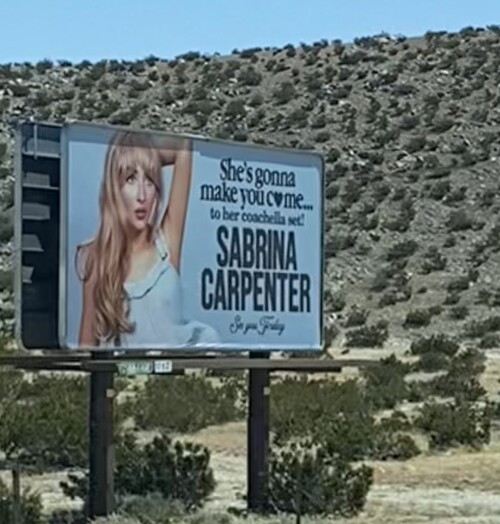 She's gonna
make you c♥me...
to her coachella set!
SABRINA
CARPENTER
See you Friday